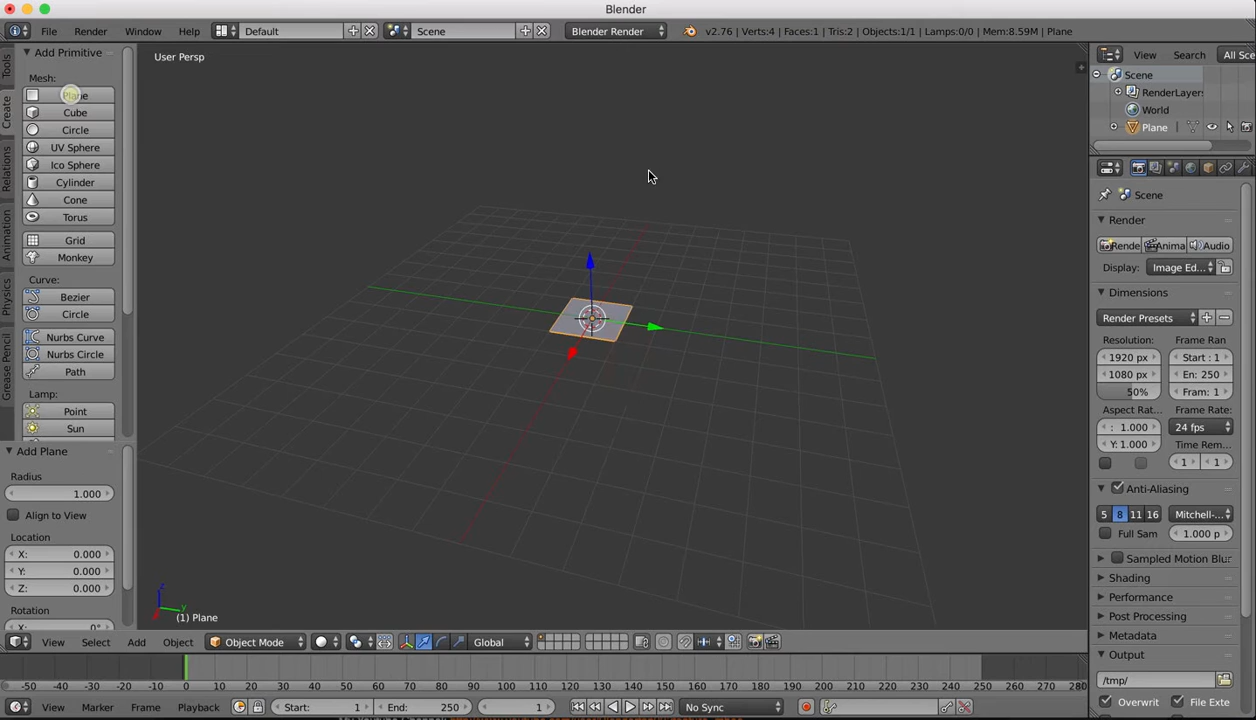 Blender
File Render Window Help Default Scene Blender Render v2.76 | Verts:4 | Faces:1 | Tris:2 | Objects:1/1 | Lamps:0/0 | Mem:8.59M | Plane
Tools
Create
Relations
Animation
Physics
Grease Pencil
Add Primitive
Mesh:
Plane
Cube
Circle
UV Sphere
Ico Sphere
Cylinder
Cone
Torus
Grid
Monkey
Curve:
Bezier
Circle
Nurbs Curve
Nurbs Circle
Path
Lamp:
Point
Sun
Add Plane
Radius
1.000
Align to View
Location
X: 0.000
Y: 0.000
Z: 0.000
Rotation
X: 0°
User Persp
z
y
(1) Plane
View Select Add Object Object Mode Global
-50 -40 -30 -20 -10 0 10 20 30 40 50 60 70 80 90 100 110 120 130 140 150 160 170 180 190 200 210 220 230 240 250 260 270 280
View Marker Frame Playback Start: 1 End: 250 1 No Sync
View Search All Sce
Scene
RenderLayers
World
Plane
Scene
Render
Rende Anima Audio
Display: Image Ed...
Dimensions
Render Presets
Resolution: Frame Ran
1920 px Start : 1
1080 px En: 250
50% Fram: 1
Aspect Rat... Frame Rate:
: 1.000 24 fps
Y: 1.000 Time Rem...
1 1
Anti-Aliasing
5 8 11 16 Mitchell-...
Full Sam 1.000 p
Sampled Motion Blur
Shading
Performance
Post Processing
Metadata
Output
/tmp/
Overwrit File Exte